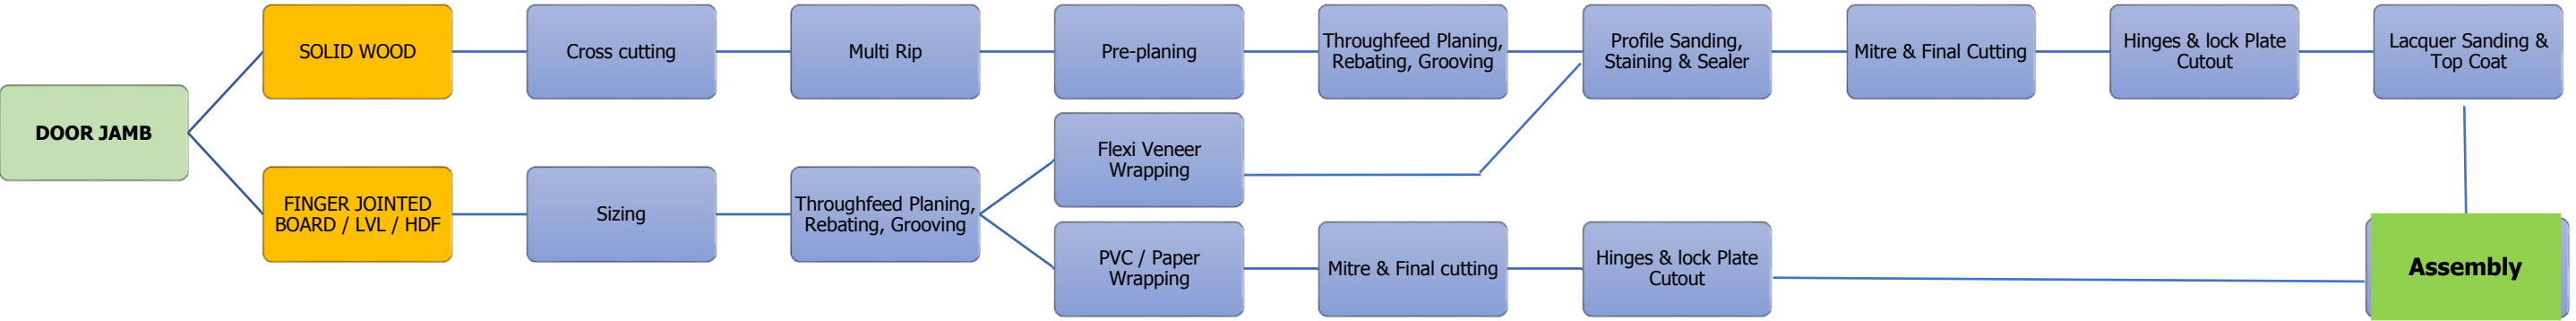 DOOR JAMB
SOLID WOOD
Cross cutting
Multi Rip
Pre-planing
Throughfeed Planing,
Rebating, Grooving
Profile Sanding,
Staining & Sealer
Mitre & Final Cutting
Hinges & lock Plate
Cutout
Lacquer Sanding &
Top Coat
FINGER JOINTED
BOARD / LVL / HDF
Sizing
Throughfeed Planing,
Rebating, Grooving
Flexi Veneer
Wrapping
PVC / Paper
Wrapping
Mitre & Final cutting
Hinges & lock Plate
Cutout
Assembly